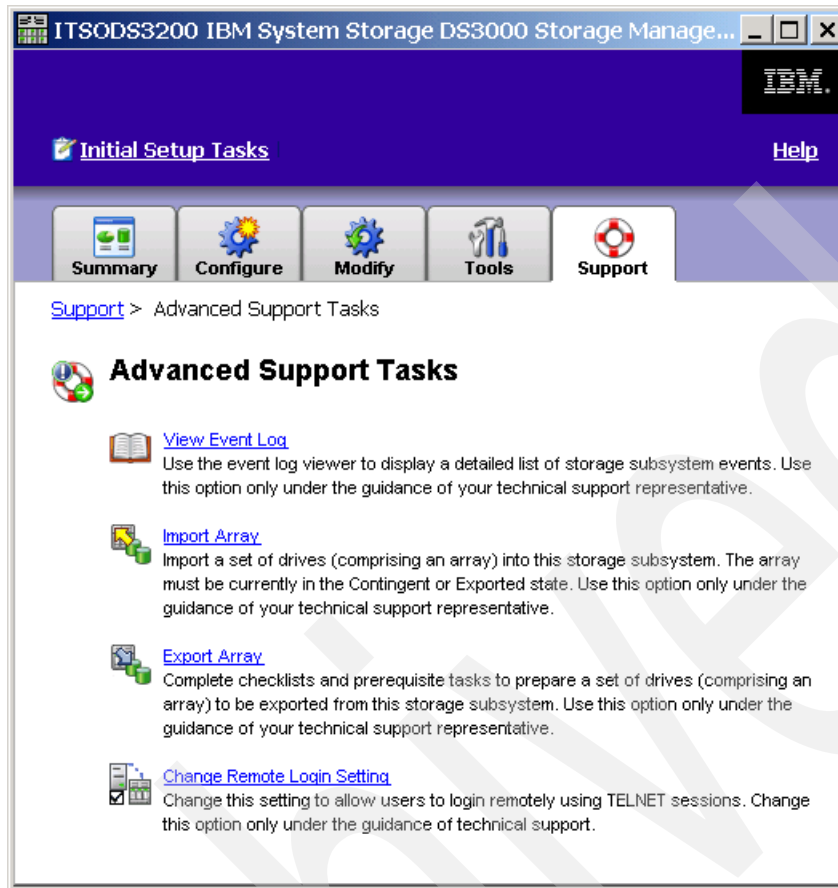 ITSODS3200 IBM System Storage DS3000 Storage Manage...
IBM.
Initial Setup Tasks
Help
Summary
Configure
Modify
Tools
Support
Support > Advanced Support Tasks
Advanced Support Tasks
View Event Log
Use the event log viewer to display a detailed list of storage subsystem events. Use
this option only under the guidance of your technical support representative.
Import Array
Import a set of drives (comprising an array) into this storage subsystem. The array
must be currently in the Contingent or Exported state. Use this option only under the
guidance of your technical support representative.
Export Array
Complete checklists and prerequisite tasks to prepare a set of drives (comprising an
array) to be exported from this storage subsystem. Use this option only under the
guidance of your technical support representative.
Change Remote Login Setting
Change this setting to allow users to login remotely using TELNET sessions. Change
this option only under the guidance of technical support.